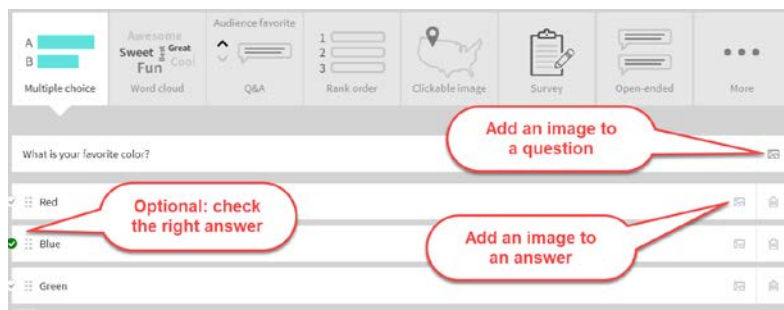 Audience favorite
A
B
Awesome
Sweet Best Great
Fun Cool
1
2
3
Multiple choice
Word cloud
Q&A
Rank order
Clickable image
Survey
Open-ended
More
Add an image to
a question
What is your favorite color?
Red
Optional: check
the right answer
Blue
Add an image to
an answer
Green